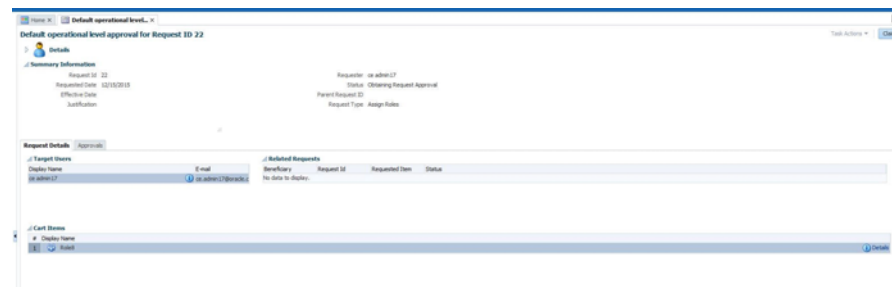 Home
Default operational level...
Default operational level approval for Request ID 22
Task Actions
Details
Summary Information
Request Id 22
Requested Date 12/15/2015
Effective Date
Justification
Requester ce admin17
Status Obtaining Request Approval
Parent Request ID
Request Type Assign Roles
Request Details Approvals
Target Users
Display Name E-mail
ce admin17
Related Requests
Beneficiary Request Id Requested Item Status
No data to display.
Cart Items
# Display Name
1
Details